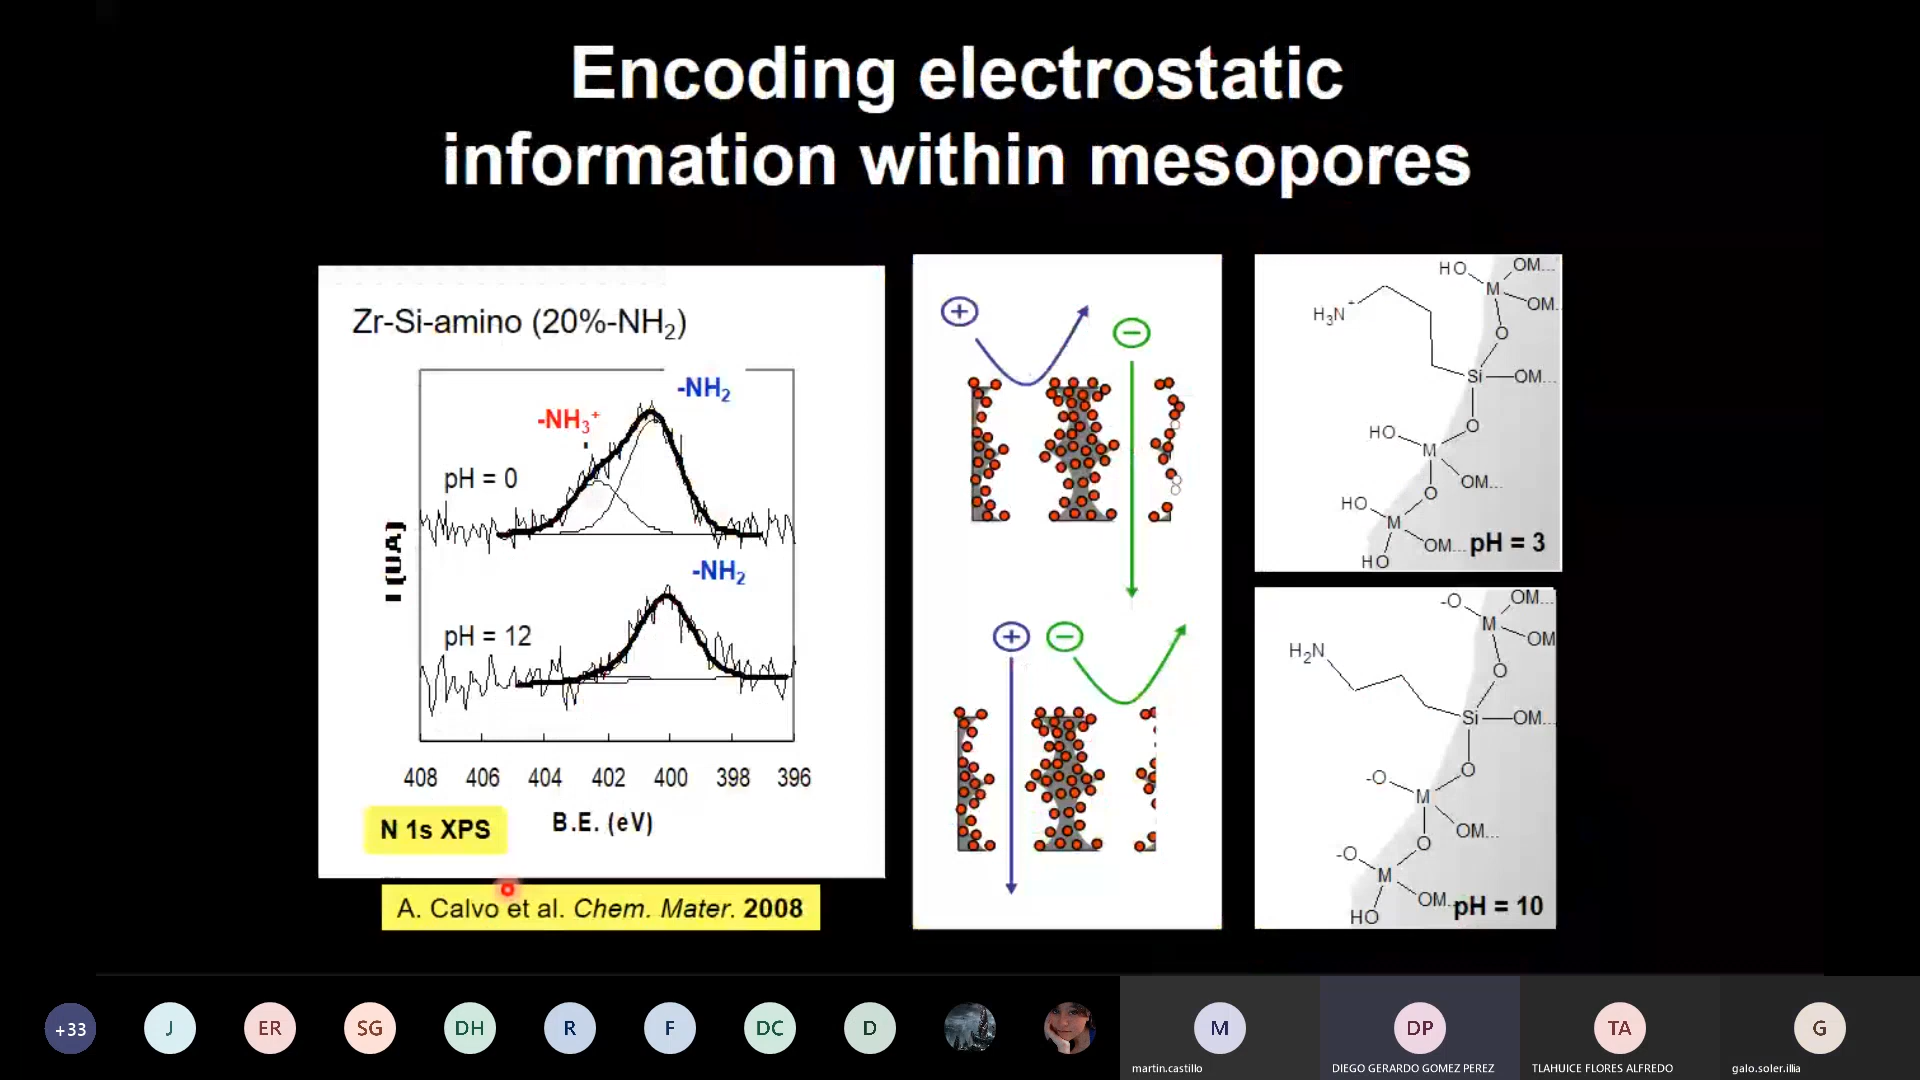 Encoding electrostatic
information within mesopores
Zr-Si-amino (20%-NH₂)
-NH₂
-NH₃⁺
pH = 0
-NH₂
pH = 12
I [UA]
408 406 404 402 400 398 396
B.E. (eV)
N 1s XPS
A. Calvo et al. Chem. Mater. 2008
+
−
+ −
HO OM...
M
OM...
H₃N⁺
O
Si OM...
O
HO
M
OM...
HO O
M
OM... pH = 3
HO
-O OM...
M
OM
H₂N
O
Si OM...
O
-O
M
OM...
O
-O
M
OM... pH = 10
HO
+33 J ER SG DH R F DC D M DP TA G
martin.castillo DIEGO GERARDO GOMEZ PEREZ TLAHUICE FLORES ALFREDO galo.soler.illia